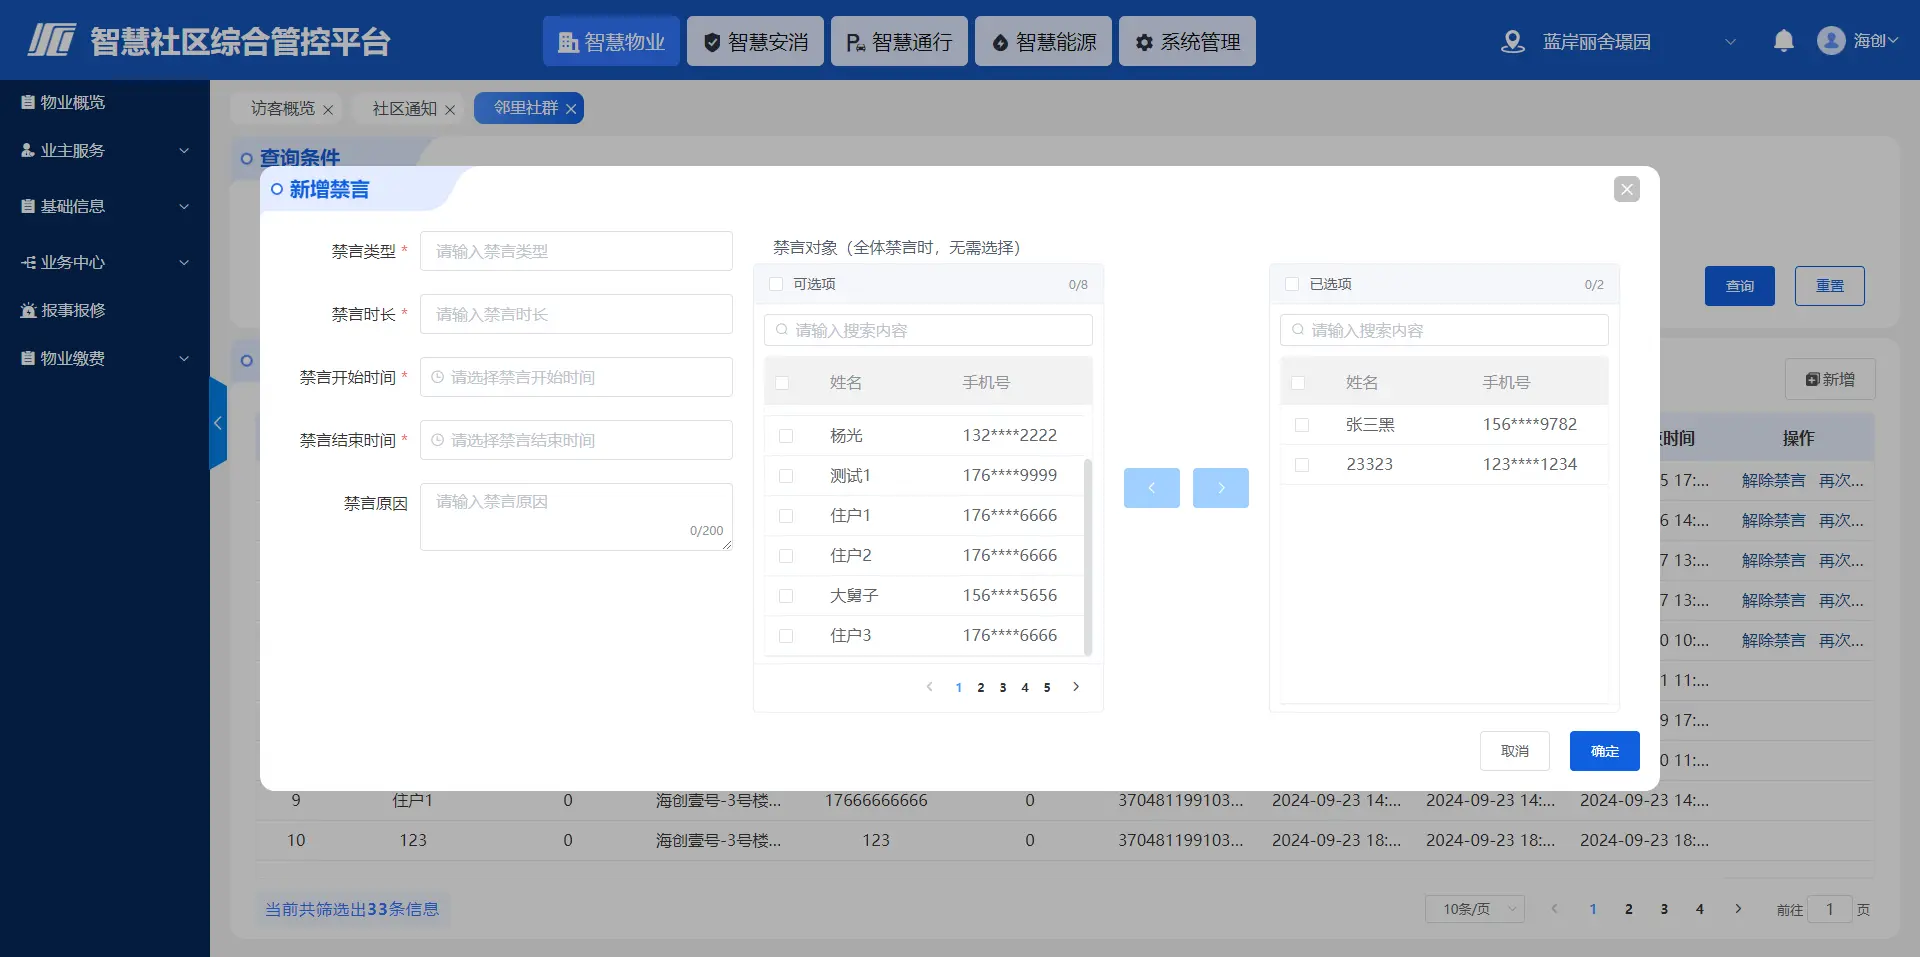 智慧社区综合管控平台
智慧物业 智慧安消 智慧通行 智慧能源 系统管理
蓝岸丽舍璟园
海创
物业概览
业主服务
基础信息
业务中心
报事报修
物业缴费
访客概览 社区通知 邻里社群
查询条件
查询 重置
新增
新增禁言
禁言类型 * 请输入禁言类型
禁言时长 * 请输入禁言时长
禁言开始时间 * 请选择禁言开始时间
禁言结束时间 * 请选择禁言结束时间
禁言原因 请输入禁言原因
0/200
禁言对象（全体禁言时，无需选择）
可选项 0/8
请输入搜索内容
姓名 手机号
杨光 132****2222
测试1 176****9999
住户1 176****6666
住户2 176****6666
大舅子 156****5656
住户3 176****6666
1 2 3 4 5
已选项 0/2
请输入搜索内容
姓名 手机号
张三黑 156****9782
23323 123****1234
取消 确定
时间 操作
5 17:... 解除禁言 再次...
6 14:... 解除禁言 再次...
7 13:... 解除禁言 再次...
7 13:... 解除禁言 再次...
0 10:... 解除禁言 再次...
1 11:...
9 17:...
0 11:...
9 住户1 0 海创壹号-3号楼... 17666666666 0 370481199103... 2024-09-23 14:... 2024-09-23 14:... 2024-09-23 14:...
10 123 0 海创壹号-3号楼... 123 0 370481199103... 2024-09-23 18:... 2024-09-23 18:... 2024-09-23 18:...
当前共筛选出33条信息
10条/页 1 2 3 4 前往 1 页